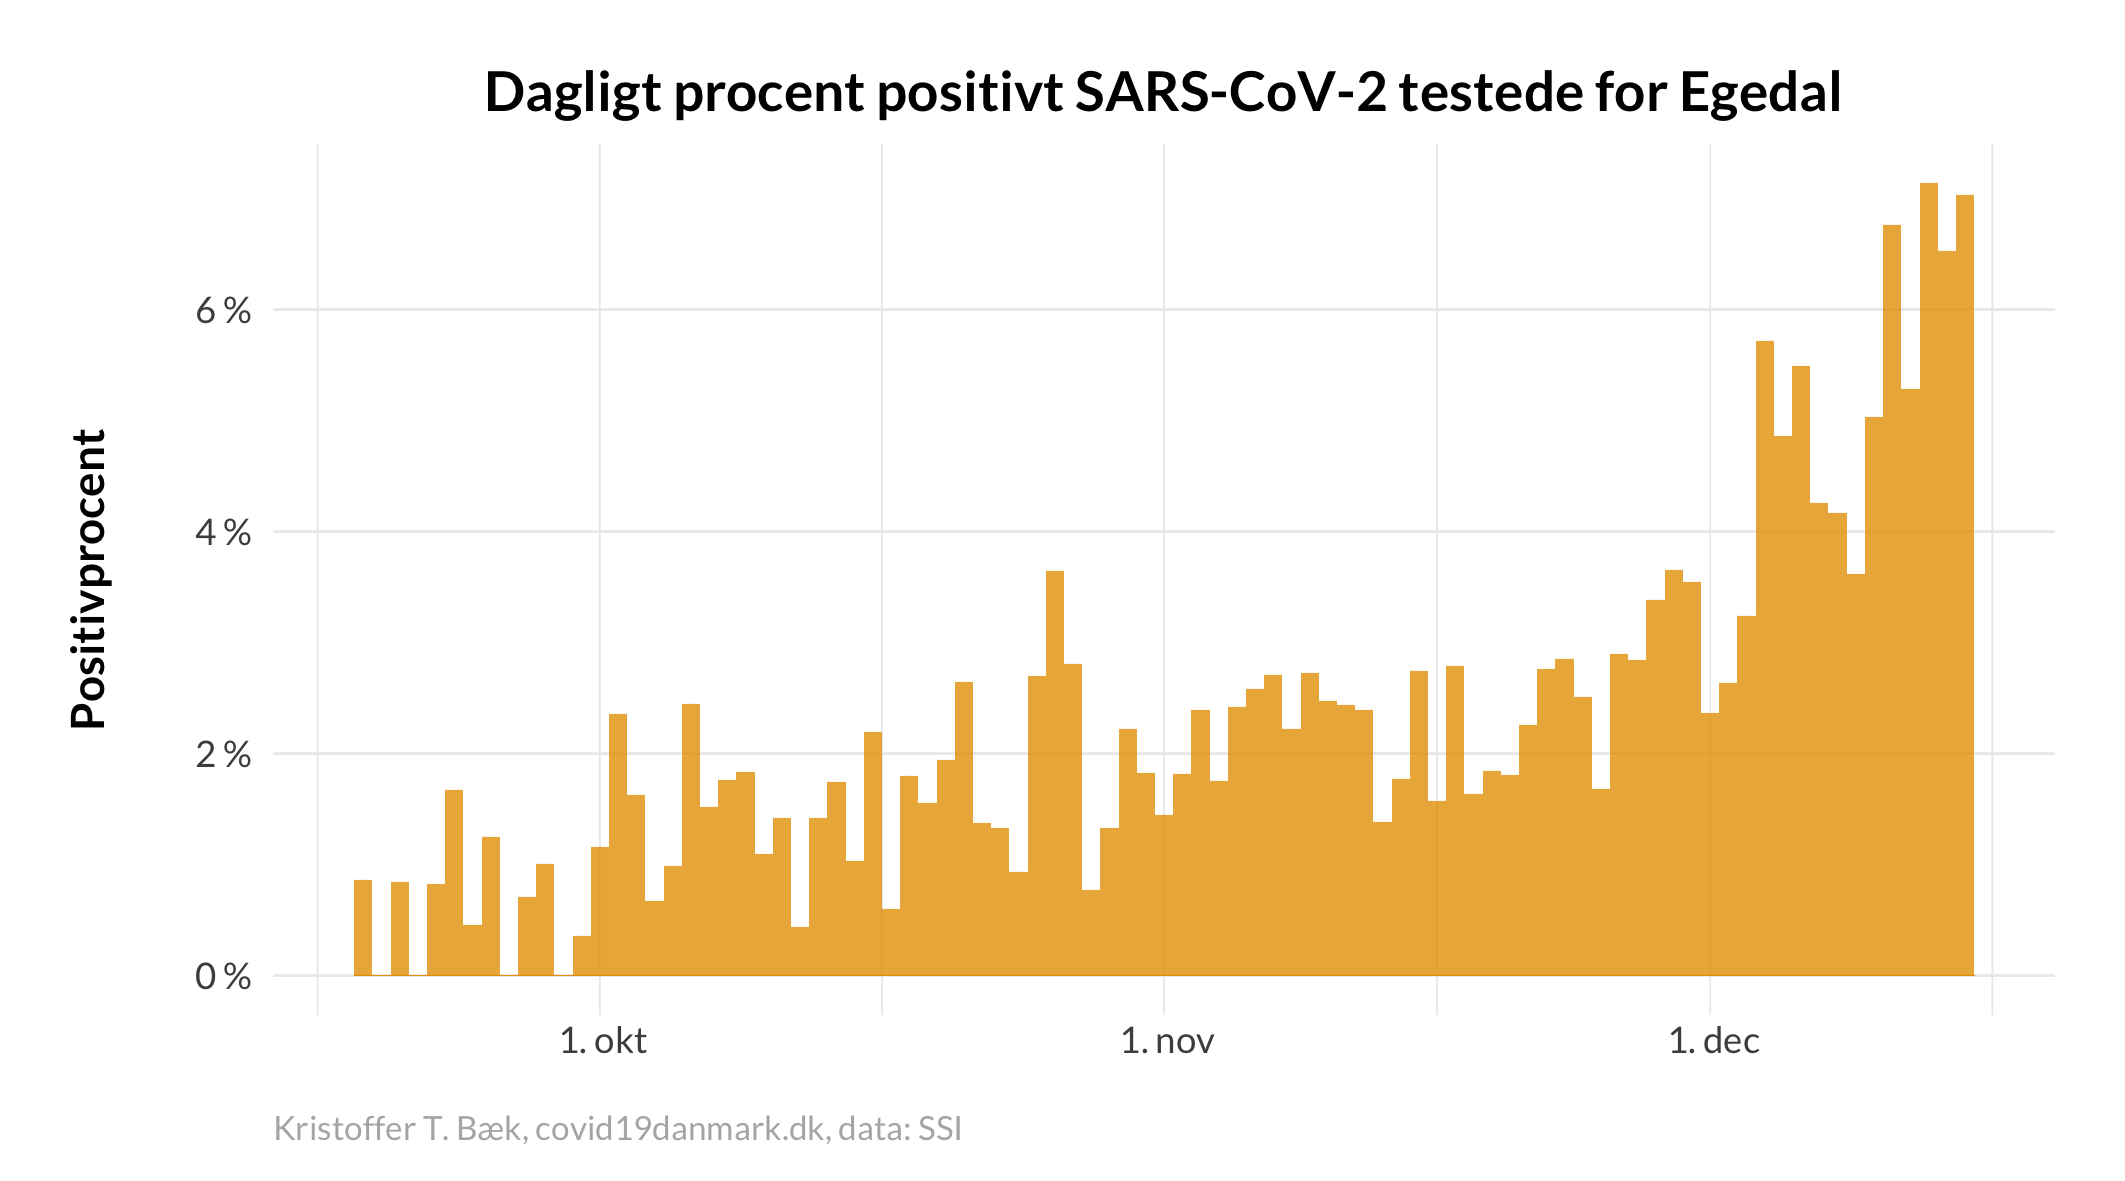 Dagligt procent positivt SARS-CoV-2 testede for Egedal
Positivprocent
6 %
4 %
2 %
0 %
1. okt
1. nov
1. dec
Kristoffer T. Bæk, covid19danmark.dk, data: SSI